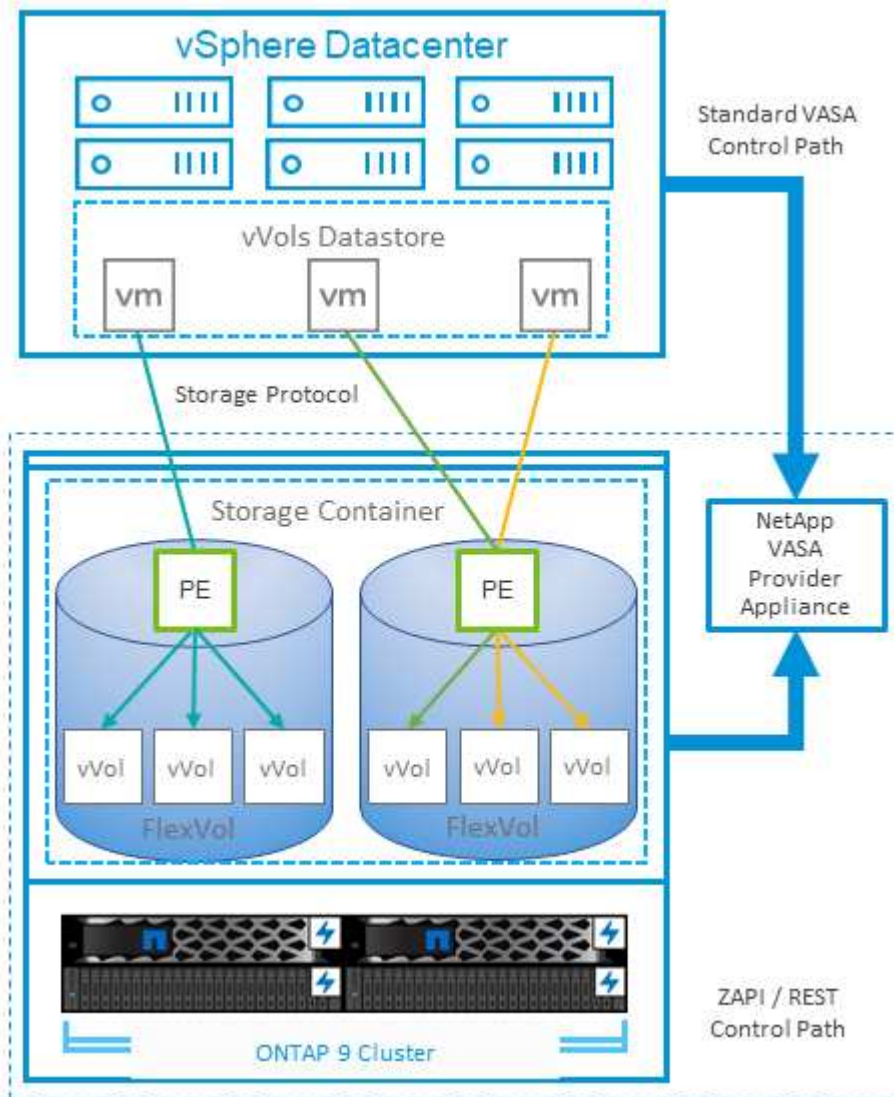 vSphere Datacenter
Standard VASA
Control Path
vVols Datastore
vm
vm
vm
Storage Protocol
Storage Container
NetApp
VASA
Provider
Appliance
PE
PE
vVol
vVol
vVol
vVol
vVol
vVol
FlexVol
FlexVol
ZAPI / REST
Control Path
ONTAP 9 Cluster